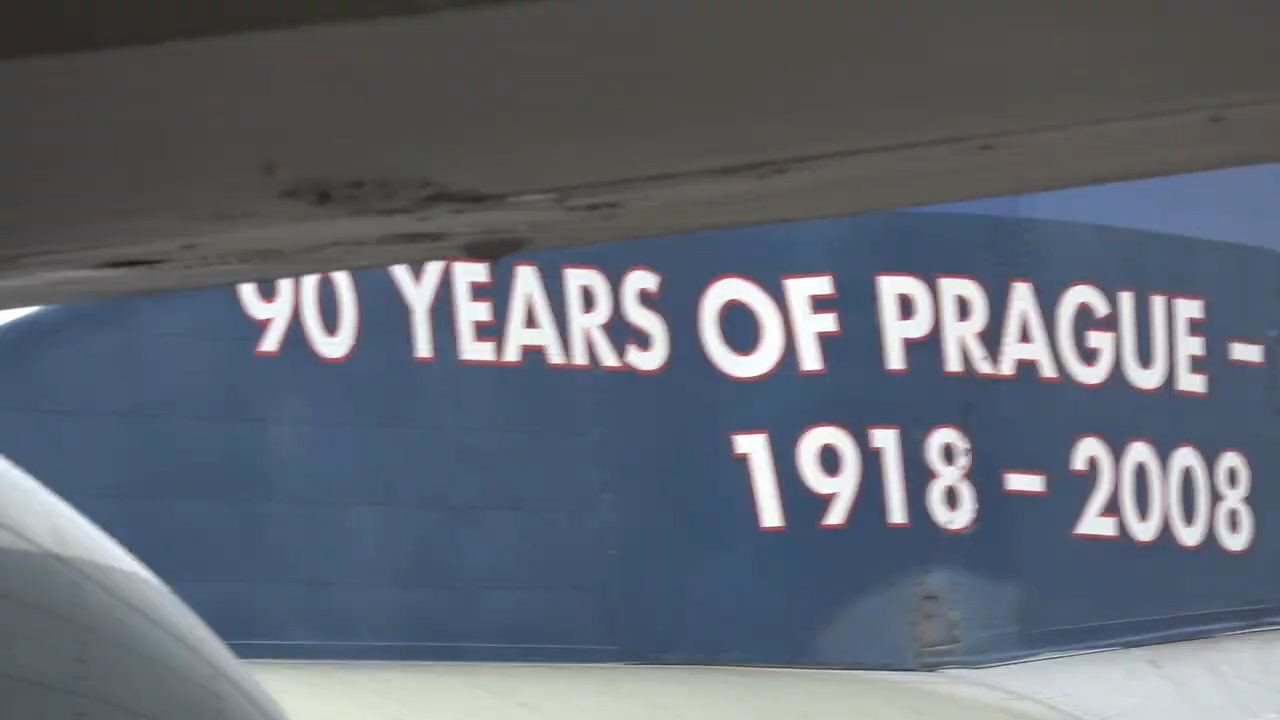 90 YEARS OF PRAGUE –
1918 – 2008